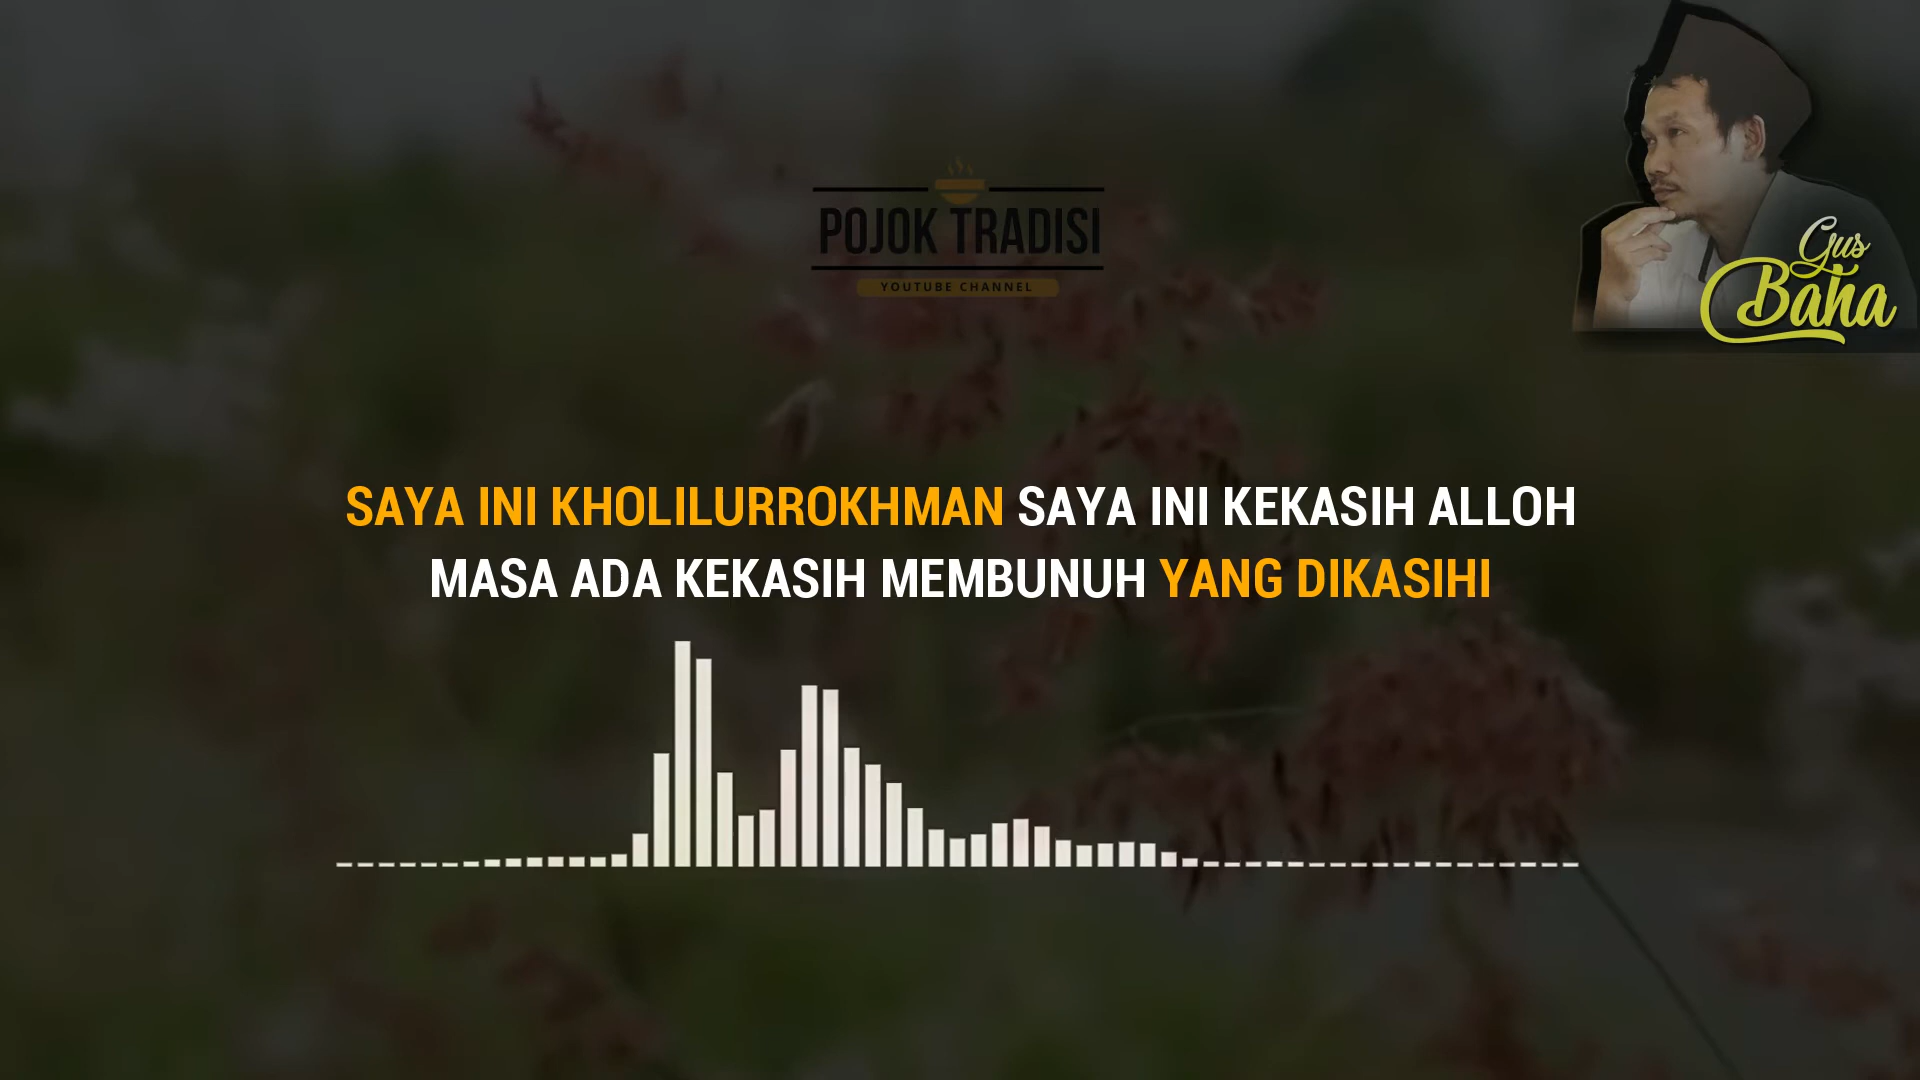 POJOK TRADISI
YOUTUBE CHANNEL
Gus
Baha
SAYA INI KHOLILURROKHMAN SAYA INI KEKASIH ALLOH
MASA ADA KEKASIH MEMBUNUH YANG DIKASIHI